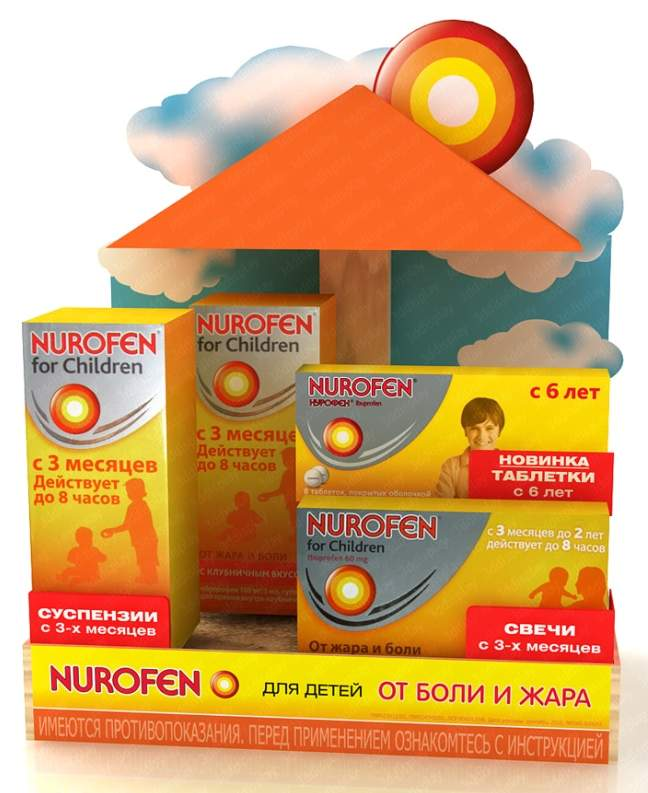 NUROFEN
for Children
с 3 месяцев
Действует
до 8 часов
СУСПЕНЗИИ
с 3-х месяцев
NUROFEN
for Children
с 3 месяцев
Действует
до 8 часов
ОТ ЖАРА И БОЛИ
С КЛУБНИЧНЫМ ВКУСОМ
NUROFEN
НУРОФЕН® Ibuprofen
с 6 лет
8 таблеток, покрытых оболочкой
НОВИНКА
ТАБЛЕТКИ
с 6 лет
NUROFEN
for Children
Ibuprofen 60 mg
с 3 месяцев до 2 лет
действует до 8 часов
От жара и боли
СВЕЧИ
с 3-х месяцев
NUROFEN ДЛЯ ДЕТЕЙ ОТ БОЛИ И ЖАРА
ИМЕЮТСЯ ПРОТИВОПОКАЗАНИЯ. ПЕРЕД ПРИМЕНЕНИЕМ ОЗНАКОМТЕСЬ С ИНСТРУКЦИЕЙ